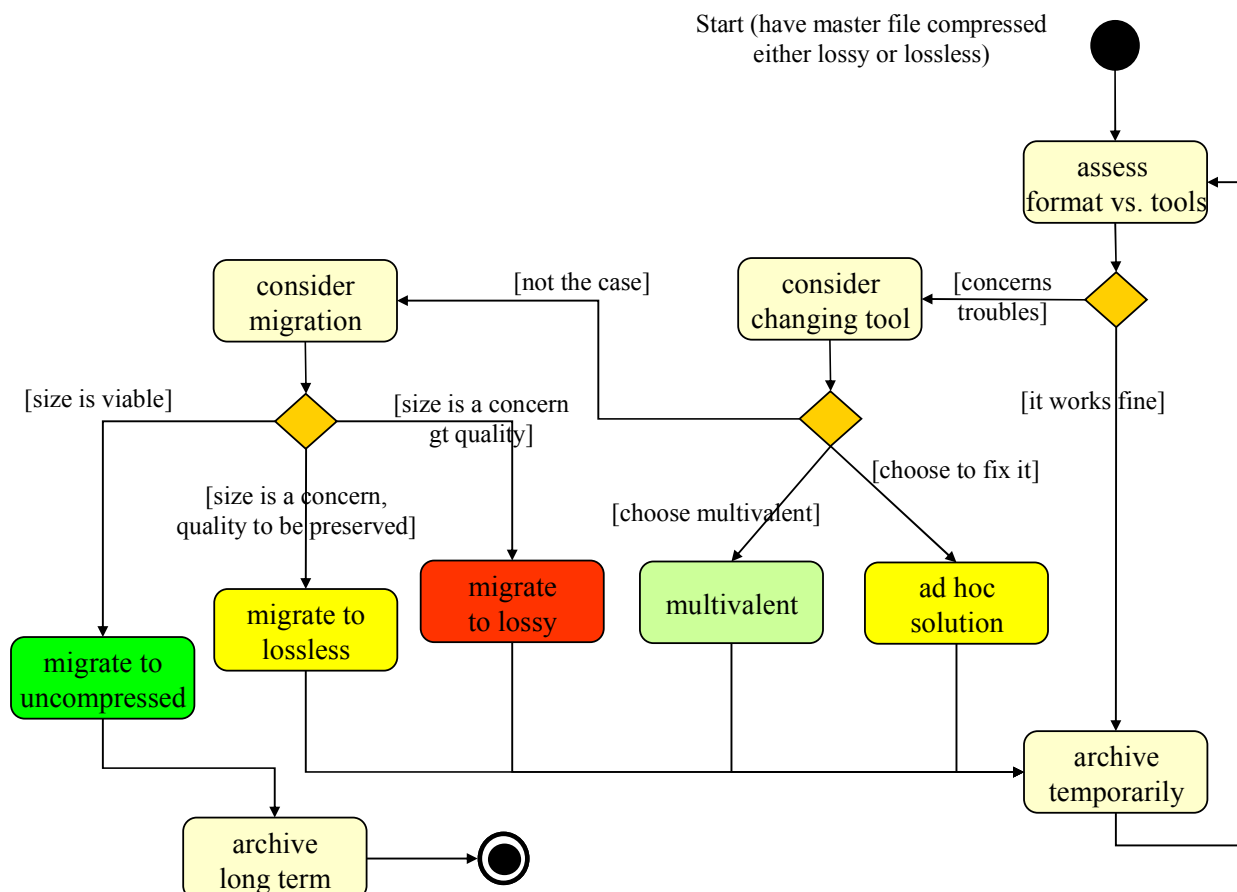 Start (have master file compressed
either lossy or lossless)
assess
format vs. tools
consider
migration
[not the case]
consider
changing tool
[concerns
troubles]
[size is viable]
[size is a concern
gt quality]
[it works fine]
[choose to fix it]
[size is a concern,
quality to be preserved]
[choose multivalent]
migrate to
uncompressed
migrate to
lossless
migrate
to lossy
multivalent
ad hoc
solution
archive
temporarily
archive
long term